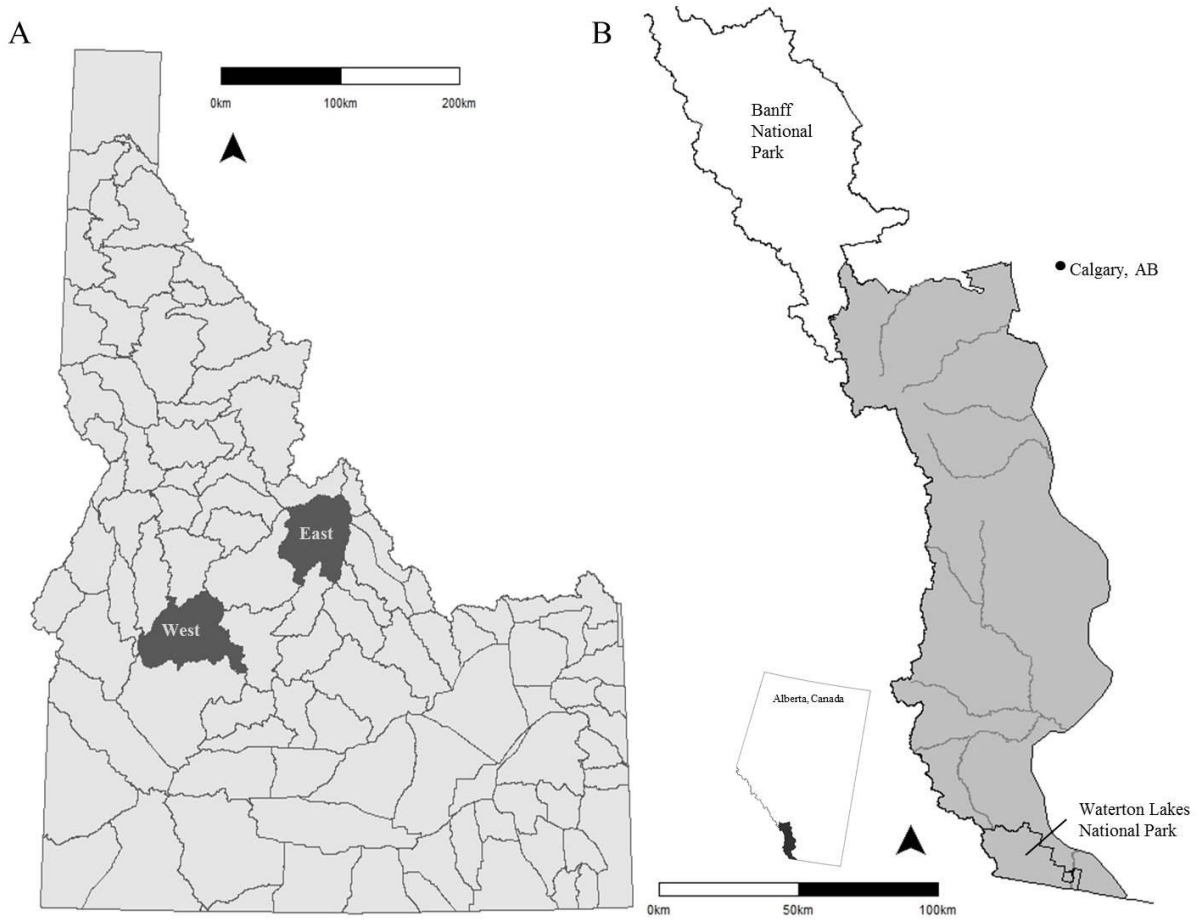 A
0km
100km
200km
East
West
B
Banff
National
Park
Calgary, AB
Alberta, Canada
Waterton Lakes
National Park
0km
50km
100km